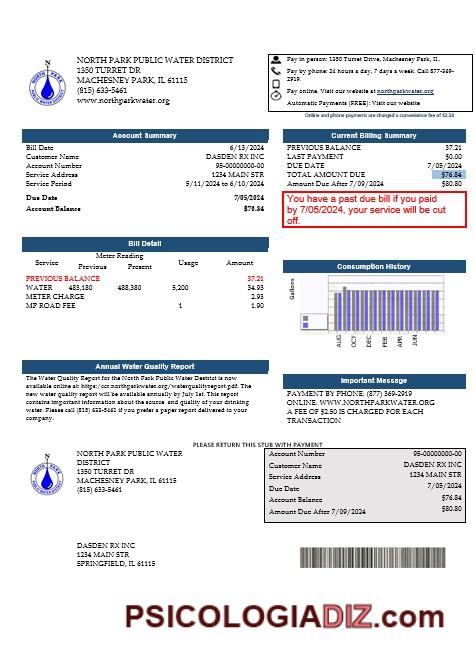 NORTH PARK
WATER DISTRICT
NORTH PARK PUBLIC WATER DISTRICT
1350 TURRET DR
MACHESNEY PARK, IL 61115
(815) 633-5461
www.northparkwater.org
Pay in person: 1350 Turret Drive, Machesney Park, IL.
Pay by phone: 24 hours a day, 7 days a week. Call 877-369-
2919.
Pay online. Visit our website at northparkwater.org
Automatic Payments (FREE): Visit our website
Online and phone payments are charged a convenience fee of $2.50
Account Summary
Bill Date 6/13/2024
Customer Name DASDEN RX INC
Account Number 95-00000000-00
Service Address 1234 MAIN STR
Service Period 5/11/2024 to 6/10/2024
Due Date 7/05/2024
Account Balance $76.84
Current Billing Summary
PREVIOUS BALANCE 37.21
LAST PAYMENT $0.00
DUE DATE 7/05/2024
TOTAL AMOUNT DUE $76.84
Amount Due After 7/09/2024 $80.80
You have a past due bill if you paid
by 7/05/2024, your service will be cut
off.
Bill Detail
Meter Reading
Service Previous Present Usage Amount
PREVIOUS BALANCE 37.21
WATER 483,180 488,380 5,200 34.93
METER CHARGE 2.93
MP ROAD FEE 1 1.90
Consumption History
Gallons
AUG OCT DEC FEB APR JUN
Annual Water Quality Report
The Water Quality Report for the North Park Public Water District is now
available online at: https:/ccr.northparkwater.org/waterqualityreport.pdf. The
new water quality report will be available annually by July 1st. This report
contains important information about the source and quality of your drinking
water. Please call (815) 633-5461 if you prefer a paper report delivered to your
company.
Important Message
PAYMENT BY PHONE: (877) 369-2919
ONLINE: WWW.NORTHPARKWATER.ORG
A FEE OF $2.50 IS CHARGED FOR EACH
TRANSACTION
PLEASE RETURN THIS STUB WITH PAYMENT
NORTH PARK
WATER DISTRICT
NORTH PARK PUBLIC WATER
DISTRICT
1350 TURRET DR
MACHESNEY PARK, IL 61115
(815) 633-5461
Account Number 95-00000000-00
Customer Name DASDEN RX INC
Service Address 1234 MAIN STR
Due Date 7/05/2024
Account Balance $76.84
Amount Due After 7/09/2024 $80.80
DASDEN RX INC
1234 MAIN STR
SPRINGFIELD, IL 61115
PSICOLOGIADIZ.com